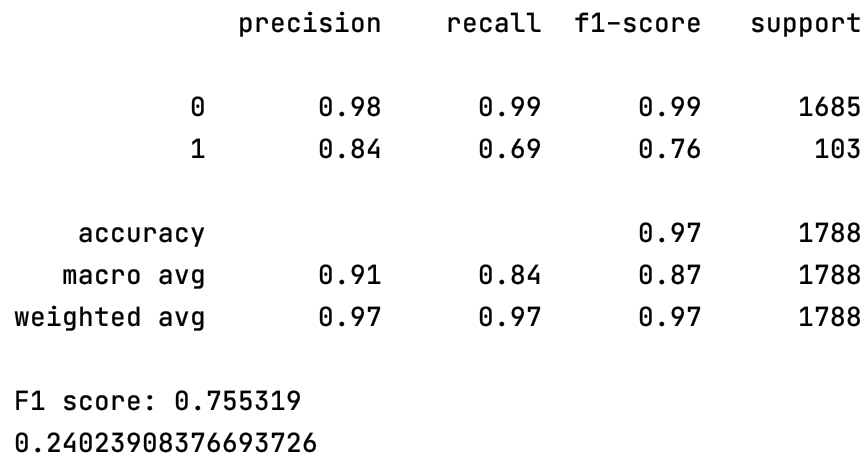 precision recall f1-score support
0 0.98 0.99 0.99 1685
1 0.84 0.69 0.76 103
accuracy 0.97 1788
macro avg 0.91 0.84 0.87 1788
weighted avg 0.97 0.97 0.97 1788
F1 score: 0.755319
0.24023908376693726